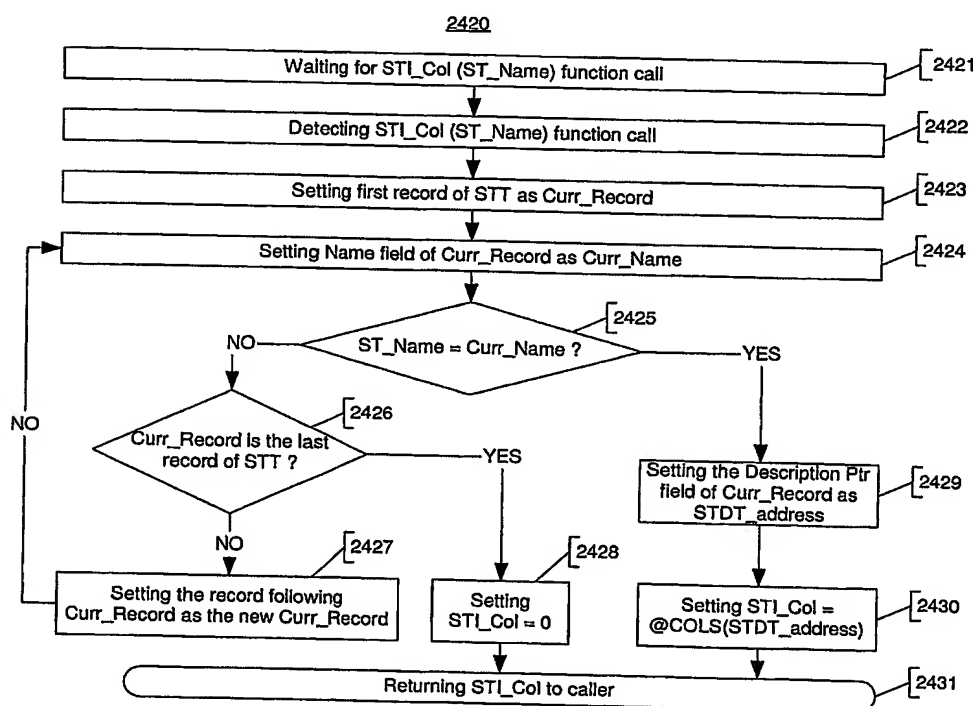 2420
Waiting for STI_Col (ST_Name) function call
2421
Detecting STI_Col (ST_Name) function call
2422
Setting first record of STT as Curr_Record
2423
Setting Name field of Curr_Record as Curr_Name
2424
2425
ST_Name = Curr_Name ?
NO
YES
2426
Curr_Record is the last
record of STT ?
NO
YES
NO
2427
Setting the record following
Curr_Record as the new Curr_Record
2428
Setting
STI_Col = 0
Setting the Description Ptr
field of Curr_Record as
STDT_address
2429
Setting STI_Col =
@COLS(STDT_address)
2430
Returning STI_Col to caller
2431